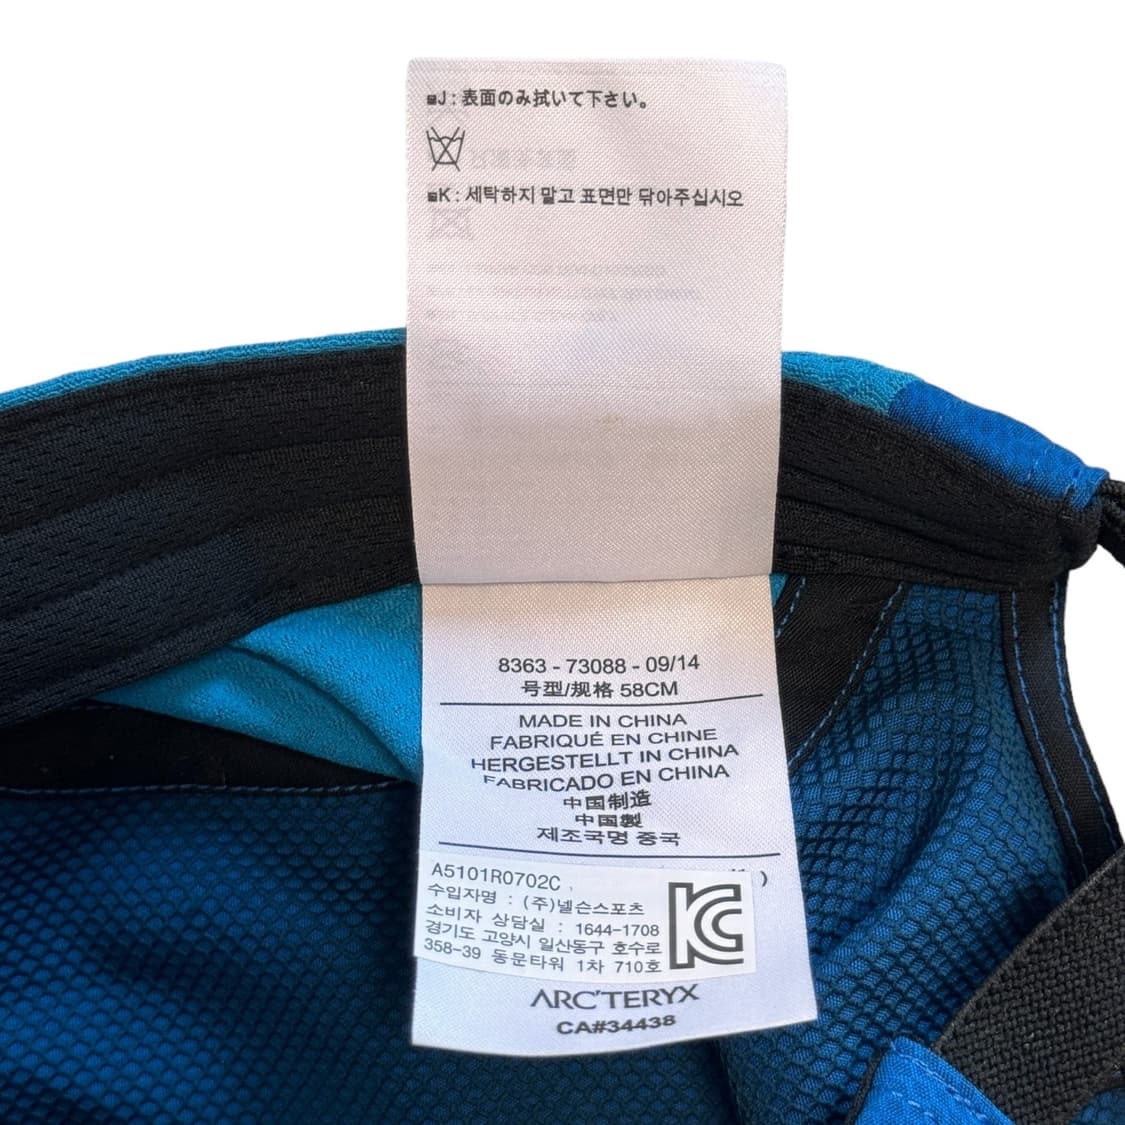 J : 表面のみ拭いて下さい。
K : 세탁하지 말고 표면만 닦아주십시오
8363 - 73088 - 09/14
号型/规格 58CM
MADE IN CHINA
FABRIQUÉ EN CHINE
HERGESTELLT IN CHINA
FABRICADO EN CHINA
中国制造
中国製
제조국명 중국
A5101R0702C
수입자명 : (주)넬슨스포츠
소비자 상담실 : 1644-1708
경기도 고양시 일산동구 호수로
358-39 동문타워 1차 710호
ARC'TERYX
CA#34438